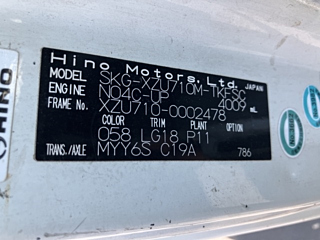 Hino Motors, Ltd. JAPAN
MODEL SKG-XZU710M-TKFSC
ENGINE N04C-UP 4009 mL
FRAME No. XZU710-0002478
COLOR TRIM PLANT OPTION
058 LG18 P11
TRANS./AXLE MYY6S C19A 786
HINO